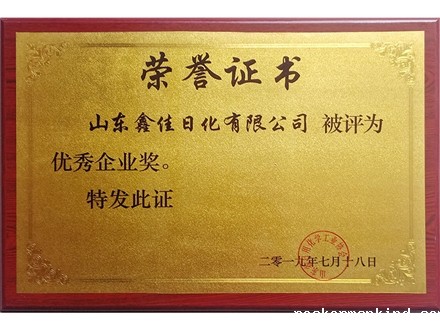 荣誉证书
山东鑫佳日化有限公司 被评为
优秀企业奖。
特发此证
二零一九年七月十八日